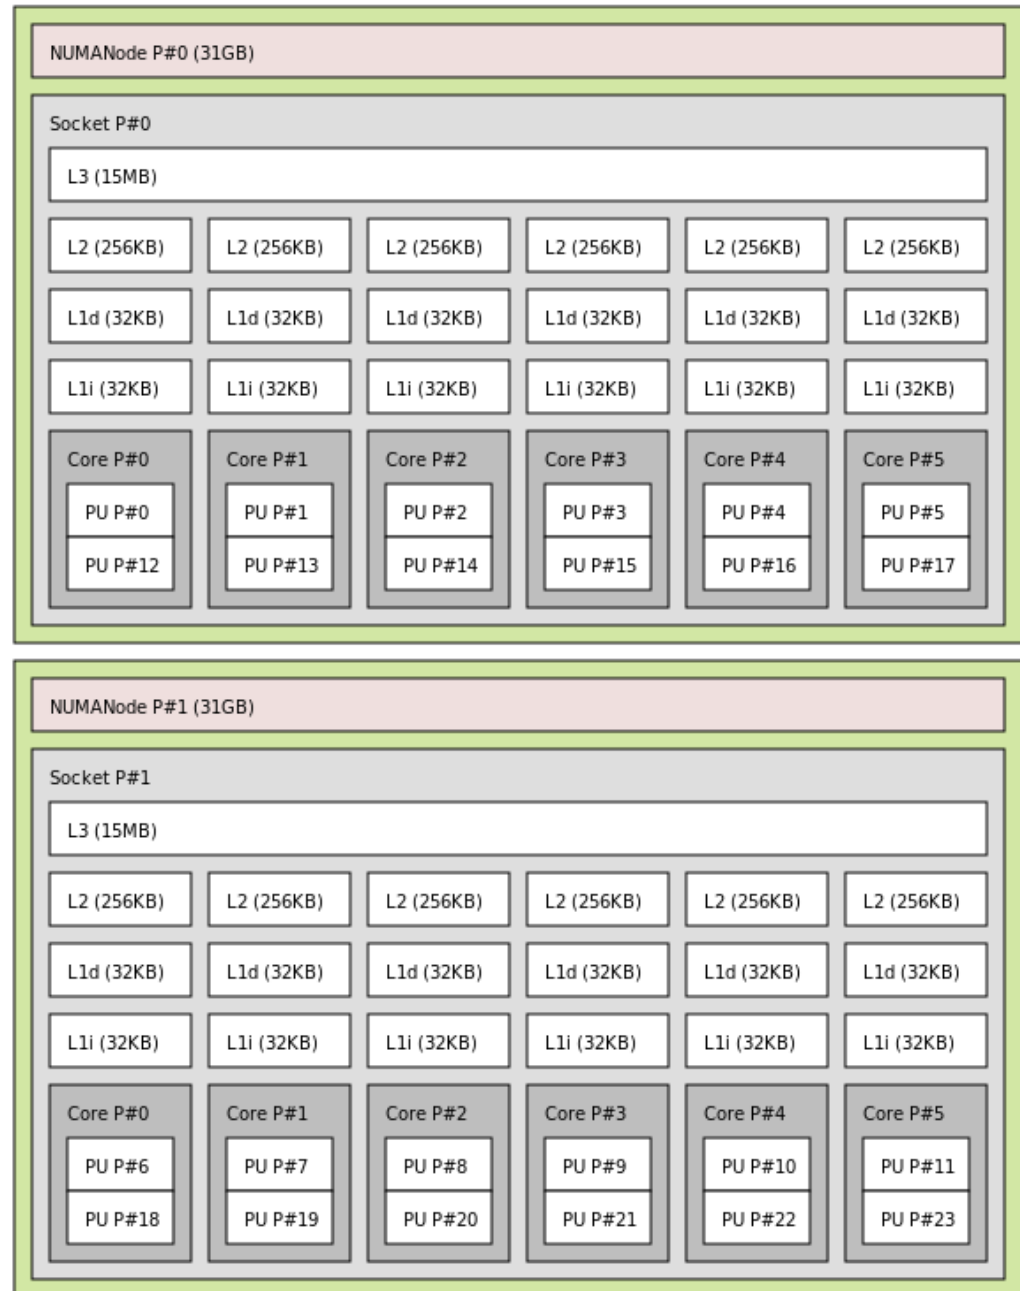 NUMANode P#0 (31GB)
Socket P#0
L3 (15MB)
L2 (256KB) L2 (256KB) L2 (256KB) L2 (256KB) L2 (256KB) L2 (256KB)
L1d (32KB) L1d (32KB) L1d (32KB) L1d (32KB) L1d (32KB) L1d (32KB)
L1i (32KB) L1i (32KB) L1i (32KB) L1i (32KB) L1i (32KB) L1i (32KB)
Core P#0 Core P#1 Core P#2 Core P#3 Core P#4 Core P#5
PU P#0 PU P#1 PU P#2 PU P#3 PU P#4 PU P#5
PU P#12 PU P#13 PU P#14 PU P#15 PU P#16 PU P#17
NUMANode P#1 (31GB)
Socket P#1
L3 (15MB)
L2 (256KB) L2 (256KB) L2 (256KB) L2 (256KB) L2 (256KB) L2 (256KB)
L1d (32KB) L1d (32KB) L1d (32KB) L1d (32KB) L1d (32KB) L1d (32KB)
L1i (32KB) L1i (32KB) L1i (32KB) L1i (32KB) L1i (32KB) L1i (32KB)
Core P#0 Core P#1 Core P#2 Core P#3 Core P#4 Core P#5
PU P#6 PU P#7 PU P#8 PU P#9 PU P#10 PU P#11
PU P#18 PU P#19 PU P#20 PU P#21 PU P#22 PU P#23